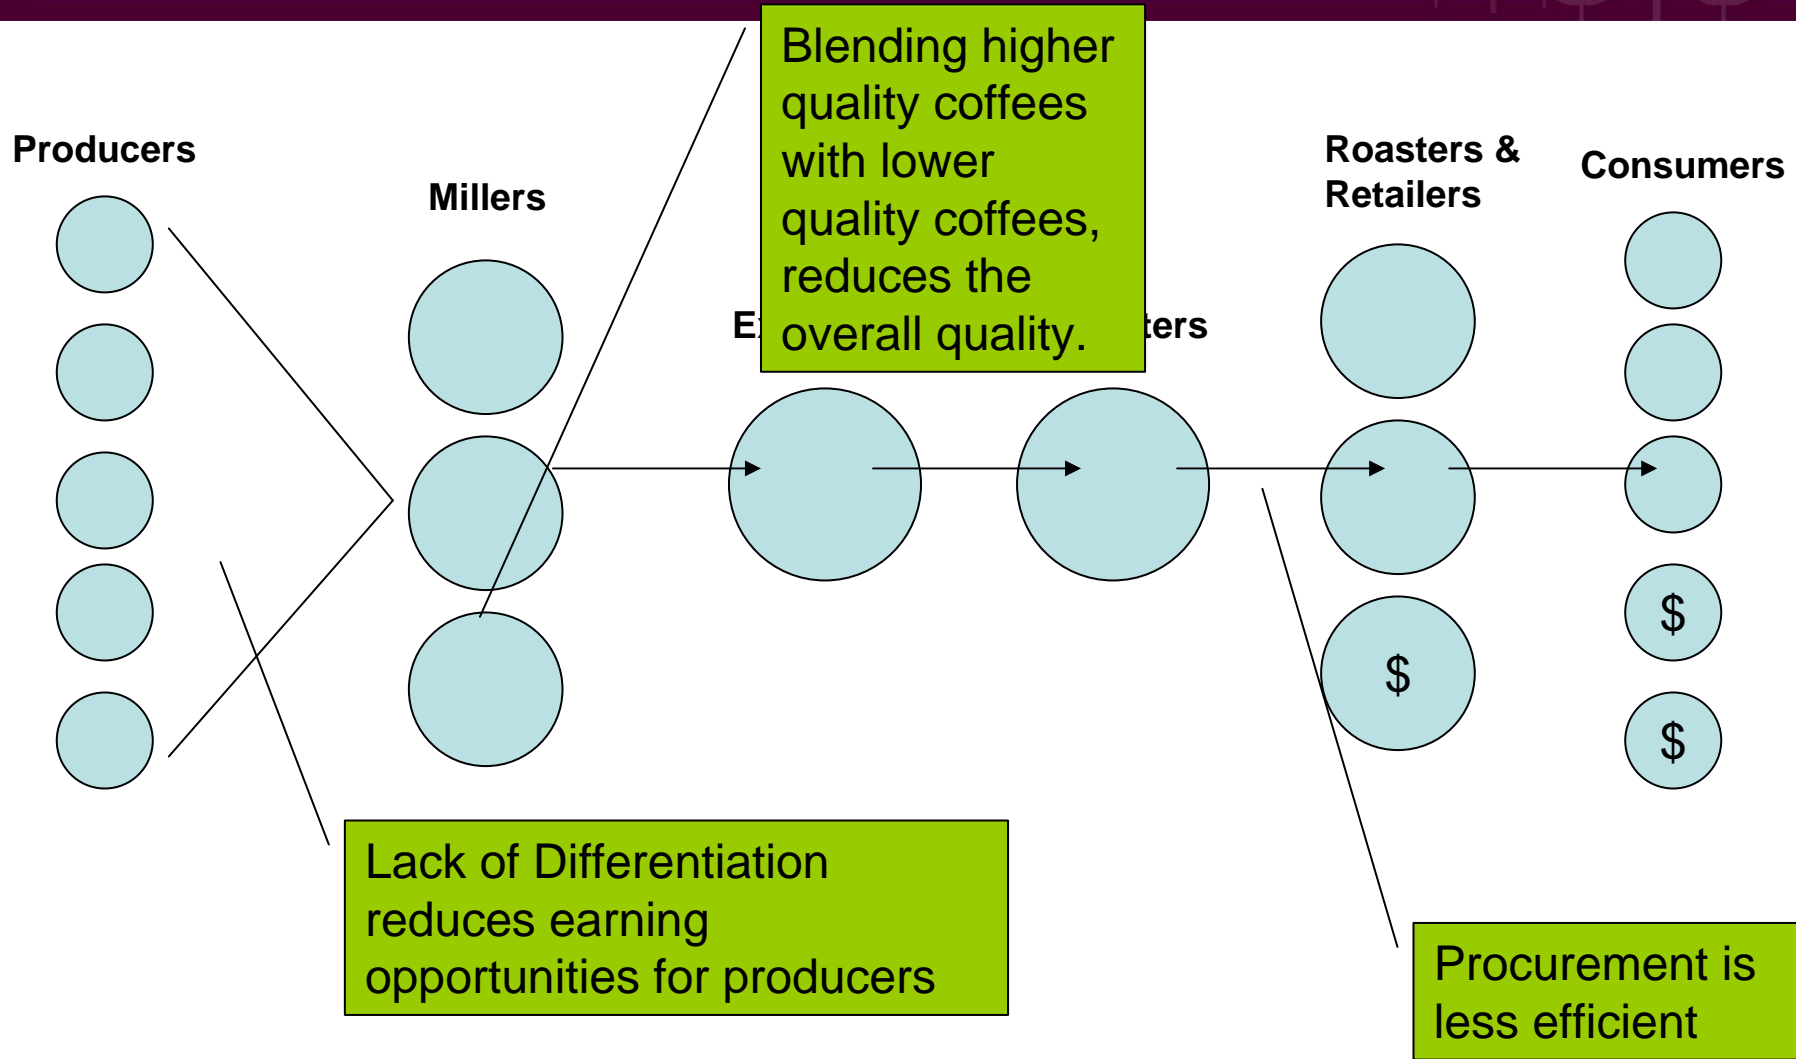 Blending higher
quality coffees
with lower
quality coffees,
reduces the
overall quality.
Producers
Millers
Roasters &
Retailers
Consumers
$
$
$
Lack of Differentiation
reduces earning
opportunities for producers
Procurement is
less efficient